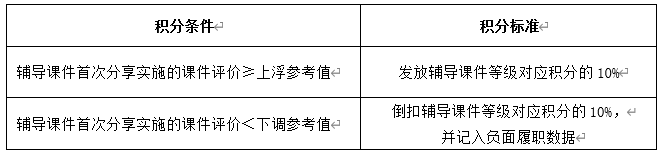 积分条件
积分标准
辅导课件首次分享实施的课件评价≥上浮参考值
发放辅导课件等级对应积分的10%
辅导课件首次分享实施的课件评价＜下调参考值
倒扣辅导课件等级对应积分的10%，
并记入负面履职数据